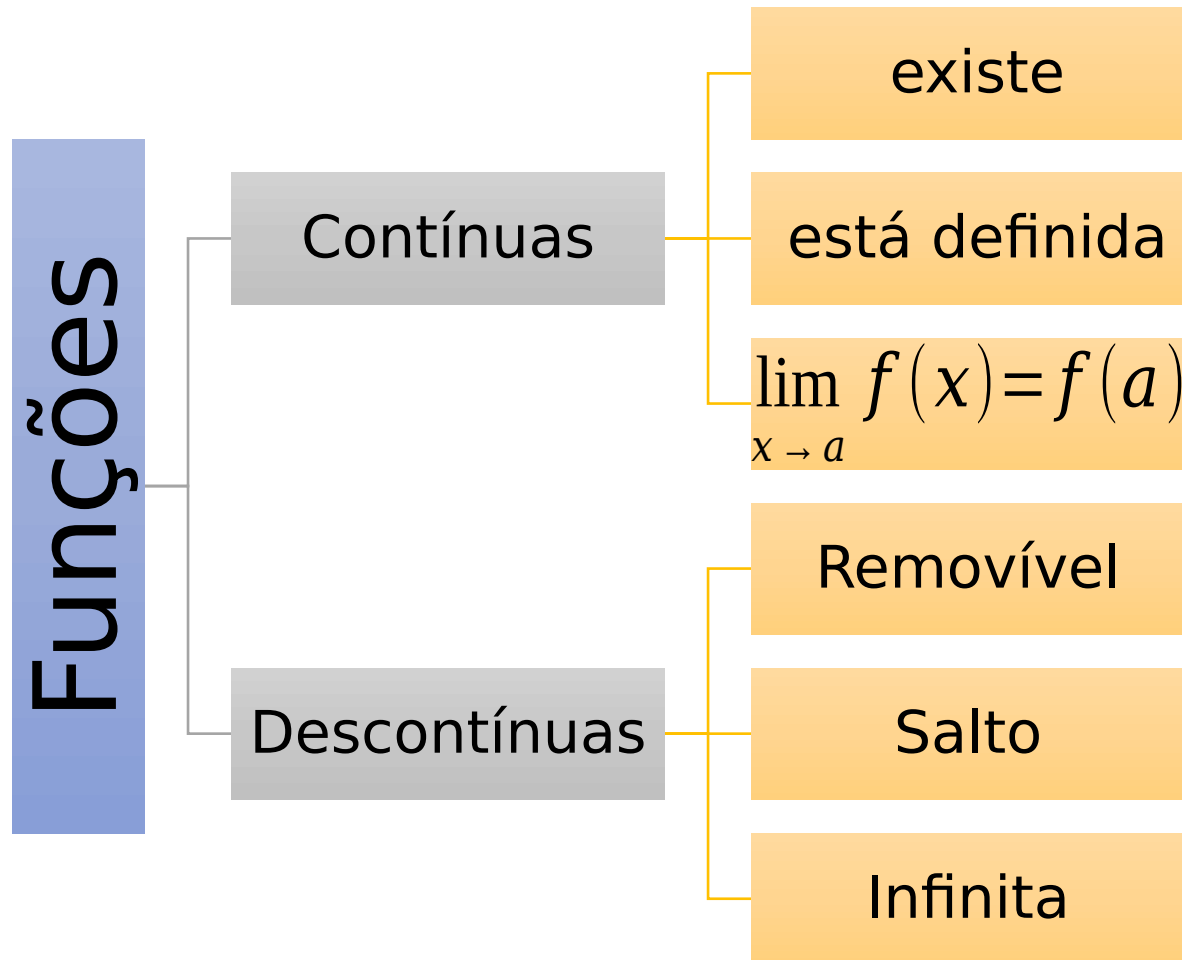 Funções
Contínuas
existe
está definida
lim f(x)=f(a)
x→a
Descontínuas
Removível
Salto
Infinita